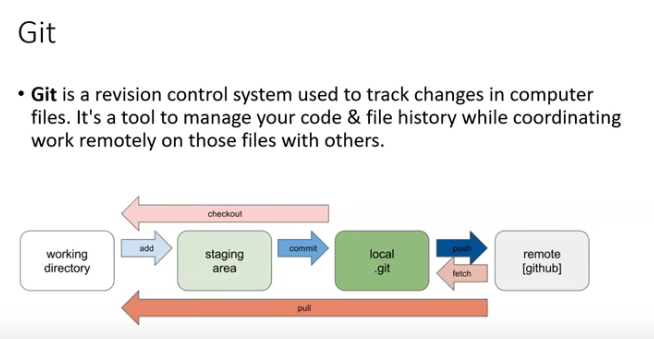 Git
• Git is a revision control system used to track changes in computer
files. It's a tool to manage your code & file history while coordinating
work remotely on those files with others.
checkout
working
directory
add
staging
area
commit
local
.git
push
fetch
remote
[github]
pull